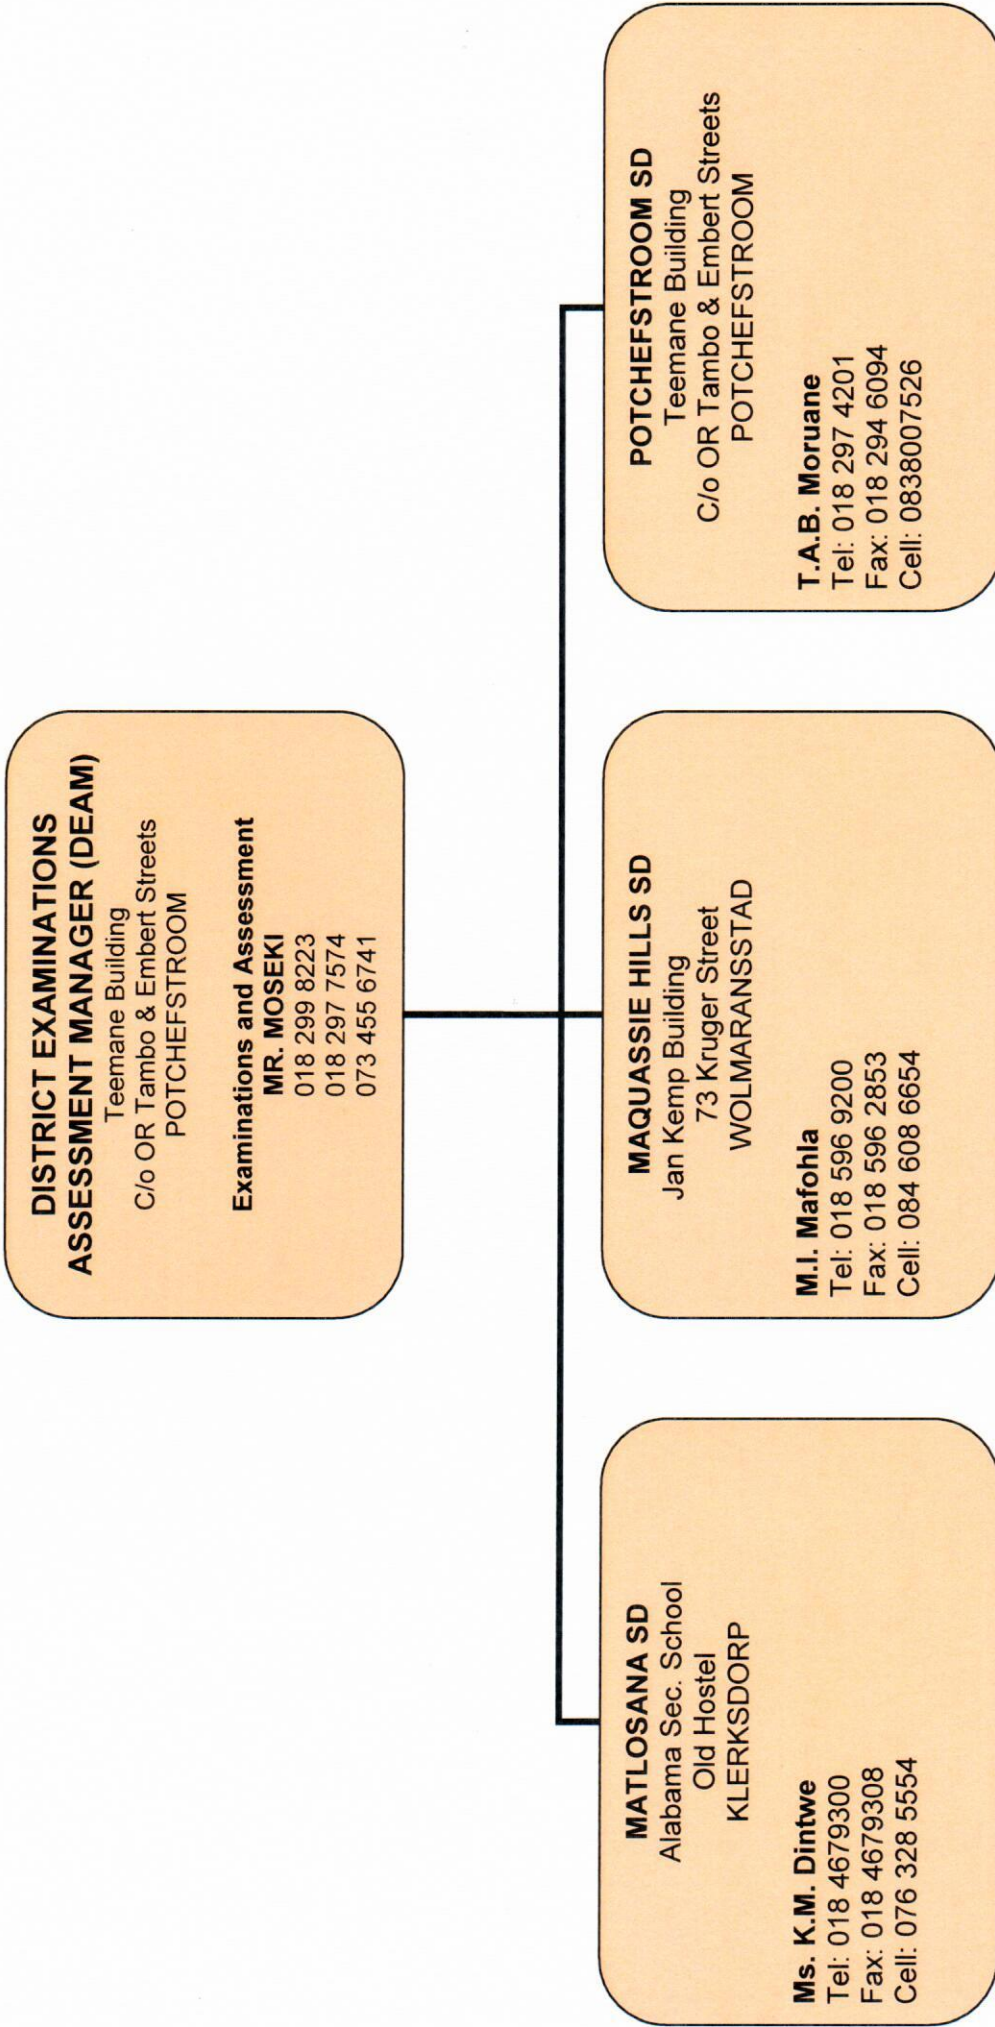 DISTRICT EXAMINATIONS
ASSESSMENT MANAGER (DEAM)
Teemane Building
C/o OR Tambo & Embert Streets
POTCHEFSTROOM
Examinations and Assessment
MR. MOSEKI
018 299 8223
018 297 7574
073 455 6741
MATLOSANA SD
Alabama Sec. School
Old Hostel
KLERKSDORP
Ms. K.M. Dintwe
Tel: 018 4679300
Fax: 018 4679308
Cell: 076 328 5554
MAQUASSIE HILLS SD
Jan Kemp Building
73 Kruger Street
WOLMARANSSTAD
M.I. Mafohla
Tel: 018 596 9200
Fax: 018 596 2853
Cell: 084 608 6654
POTCHEFSTROOM SD
Teemane Building
C/o OR Tambo & Embert Streets
POTCHEFSTROOM
T.A.B. Moruane
Tel: 018 297 4201
Fax: 018 294 6094
Cell: 0838007526